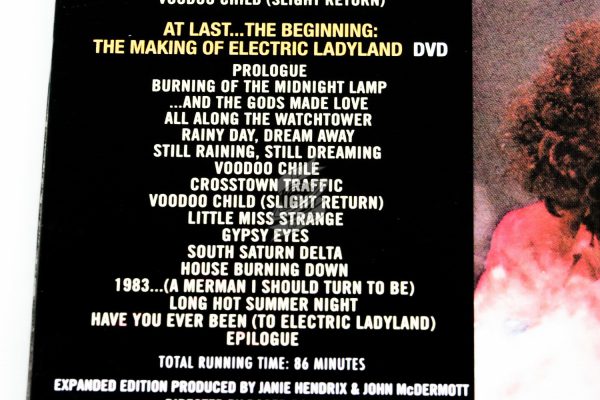 VOODOO CHILD (SLIGHT RETURN)
AT LAST...THE BEGINNING:
THE MAKING OF ELECTRIC LADYLAND DVD
PROLOGUE
BURNING OF THE MIDNIGHT LAMP
...AND THE GODS MADE LOVE
ALL ALONG THE WATCHTOWER
RAINY DAY, DREAM AWAY
STILL RAINING, STILL DREAMING
VOODOO CHILE
CROSSTOWN TRAFFIC
VOODOO CHILD (SLIGHT RETURN)
LITTLE MISS STRANGE
GYPSY EYES
SOUTH SATURN DELTA
HOUSE BURNING DOWN
1983...(A MERMAN I SHOULD TURN TO BE)
LONG HOT SUMMER NIGHT
HAVE YOU EVER BEEN (TO ELECTRIC LADYLAND)
EPILOGUE
TOTAL RUNNING TIME: 86 MINUTES
EXPANDED EDITION PRODUCED BY JANIE HENDRIX & JOHN McDERMOTT